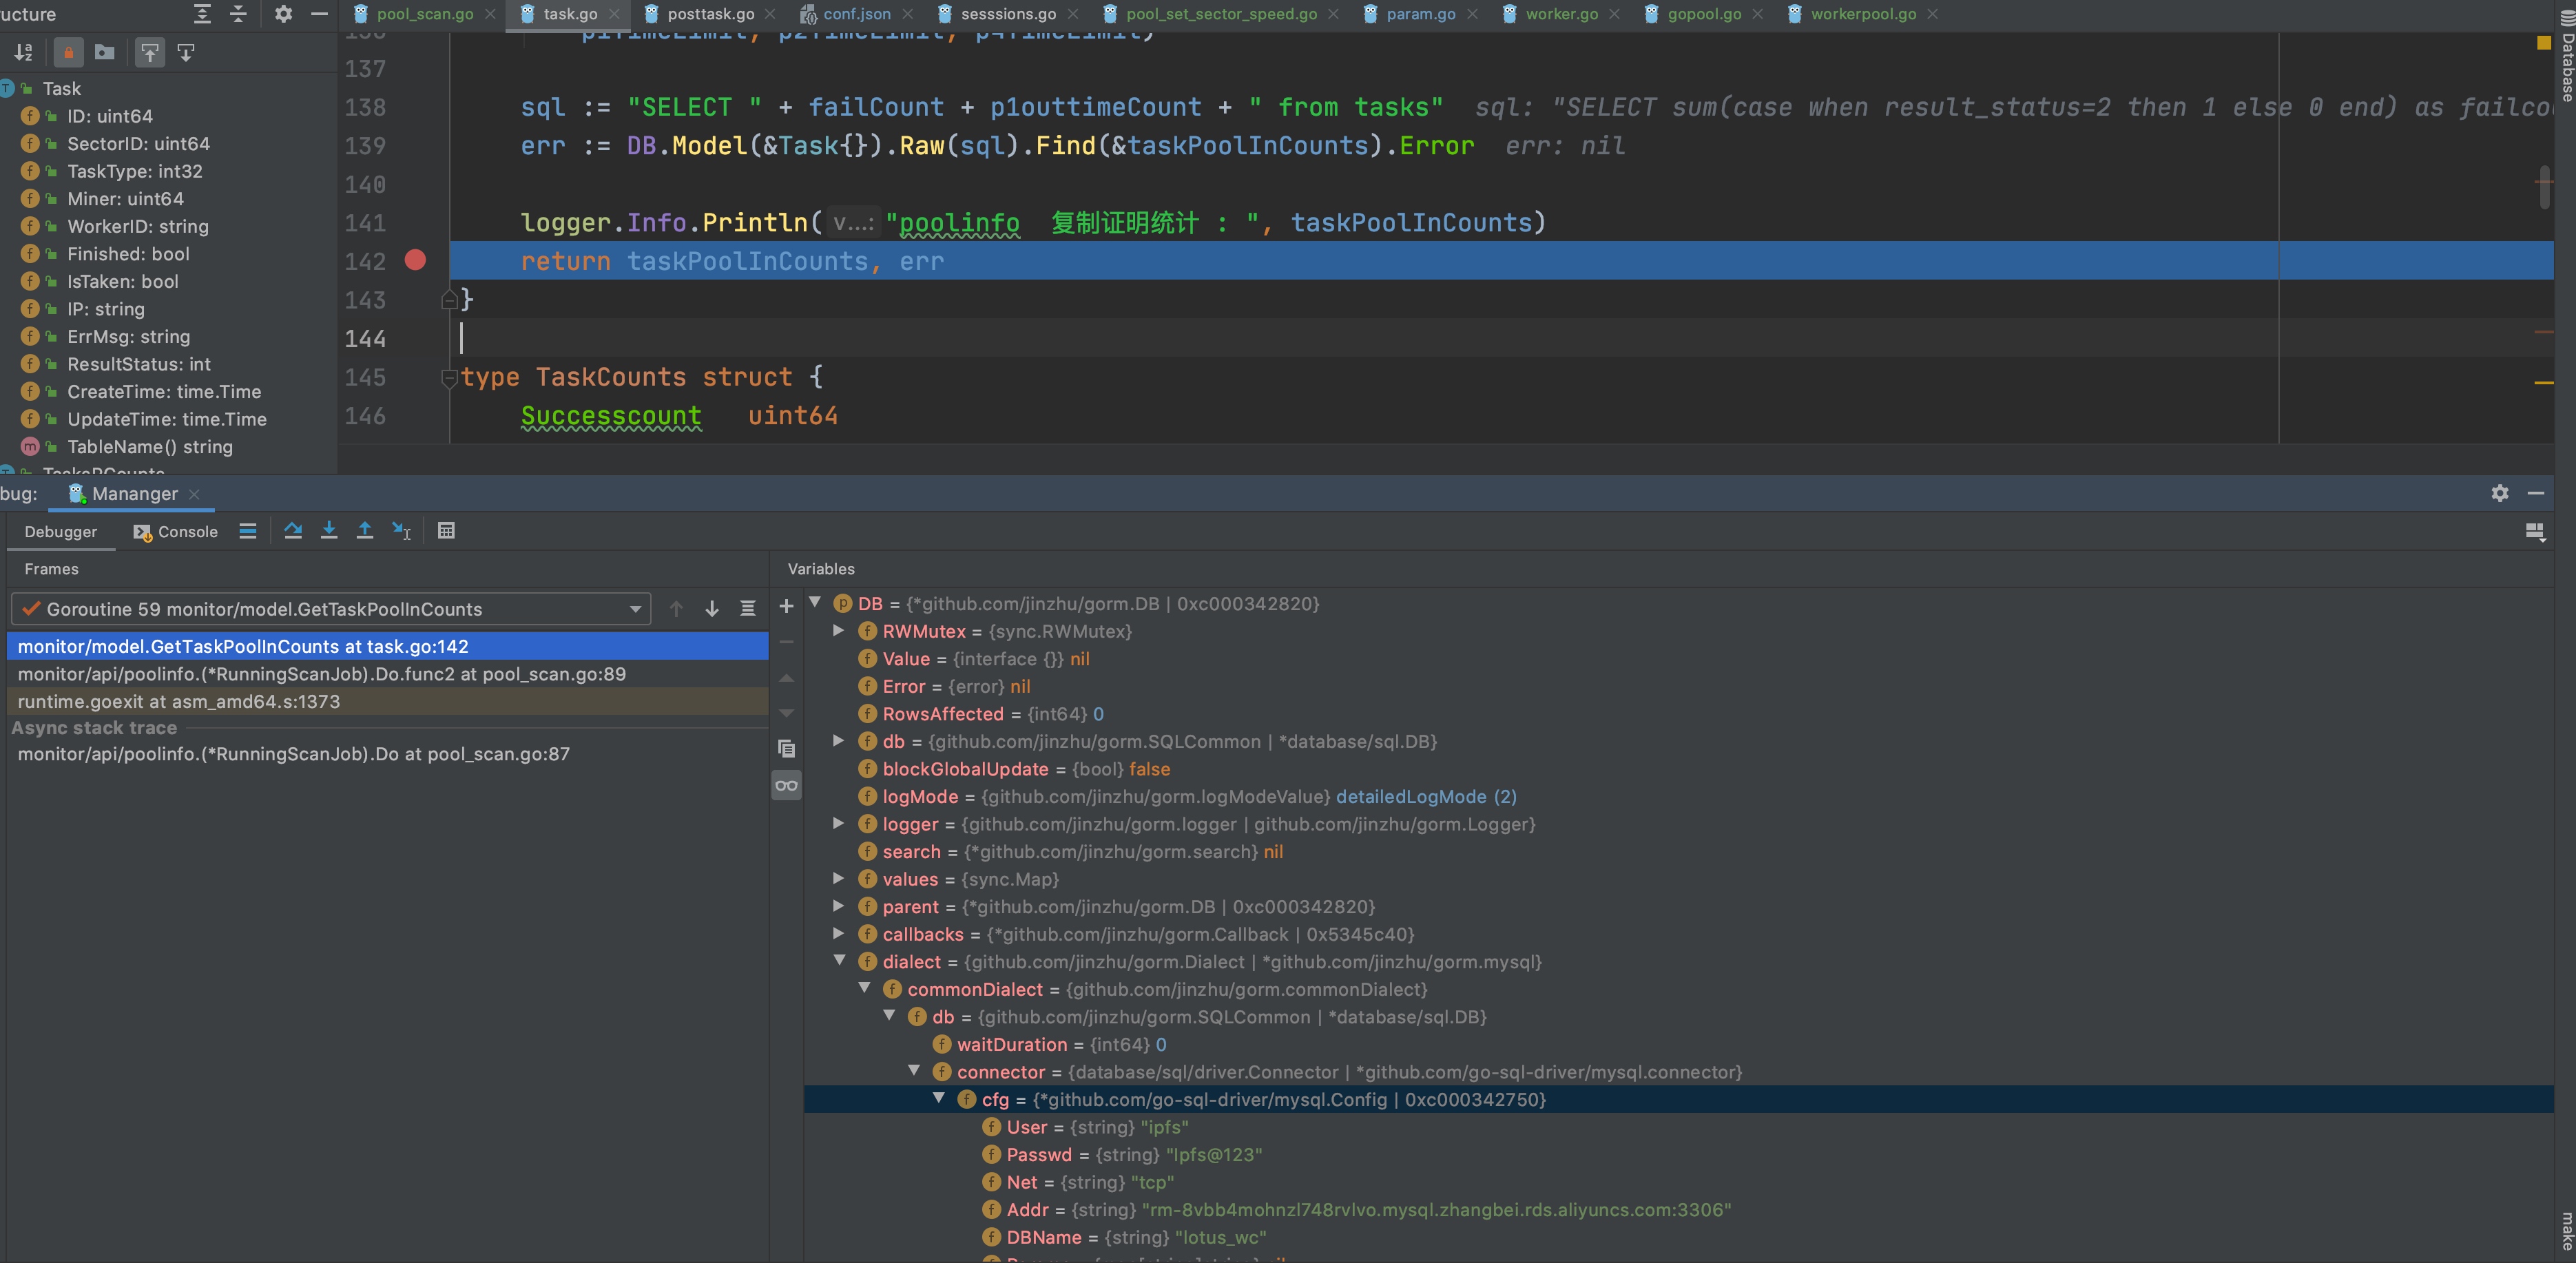 ucture
pool_scan.go
task.go
posttask.go
conf.json
sesssions.go
pool_set_sector_speed.go
param.go
worker.go
gopool.go
workerpool.go
Database
Task
ID: uint64
SectorID: uint64
TaskType: int32
Miner: uint64
WorkerID: string
Finished: bool
IsTaken: bool
IP: string
ErrMsg: string
ResultStatus: int
CreateTime: time.Time
UpdateTime: time.Time
TableName() string
136 p1TimeLimit, p2TimeLimit, p4TimeLimit)
137
138 sql := "SELECT " + failCount + p1outtimeCount + " from tasks" sql: "SELECT sum(case when result_status=2 then 1 else 0 end) as failco
139 err := DB.Model(&Task{}).Raw(sql).Find(&taskPoolInCounts).Error err: nil
140
141 logger.Info.Println( v...: "poolinfo 复制证明统计 : ", taskPoolInCounts)
142 return taskPoolInCounts, err
143 }
144
145 type TaskCounts struct {
146 Successcount uint64
bug: Mananger
Debugger Console
Frames
Goroutine 59 monitor/model.GetTaskPoolInCounts
monitor/model.GetTaskPoolInCounts at task.go:142
monitor/api/poolinfo.(*RunningScanJob).Do.func2 at pool_scan.go:89
runtime.goexit at asm_amd64.s:1373
Async stack trace
monitor/api/poolinfo.(*RunningScanJob).Do at pool_scan.go:87
Variables
DB = {*github.com/jinzhu/gorm.DB | 0xc000342820}
RWMutex = {sync.RWMutex}
Value = {interface {}} nil
Error = {error} nil
RowsAffected = {int64} 0
db = {github.com/jinzhu/gorm.SQLCommon | *database/sql.DB}
blockGlobalUpdate = {bool} false
logMode = {github.com/jinzhu/gorm.logModeValue} detailedLogMode (2)
logger = {github.com/jinzhu/gorm.logger | github.com/jinzhu/gorm.Logger}
search = {*github.com/jinzhu/gorm.search} nil
values = {sync.Map}
parent = {*github.com/jinzhu/gorm.DB | 0xc000342820}
callbacks = {*github.com/jinzhu/gorm.Callback | 0x5345c40}
dialect = {github.com/jinzhu/gorm.Dialect | *github.com/jinzhu/gorm.mysql}
commonDialect = {github.com/jinzhu/gorm.commonDialect}
db = {github.com/jinzhu/gorm.SQLCommon | *database/sql.DB}
waitDuration = {int64} 0
connector = {database/sql/driver.Connector | *github.com/go-sql-driver/mysql.connector}
cfg = {*github.com/go-sql-driver/mysql.Config | 0xc000342750}
User = {string} "ipfs"
Passwd = {string} "Ipfs@123"
Net = {string} "tcp"
Addr = {string} "rm-8vbb4mohnzl748rvlvo.mysql.zhangbei.rds.aliyuncs.com:3306"
DBName = {string} "lotus_wc"
make